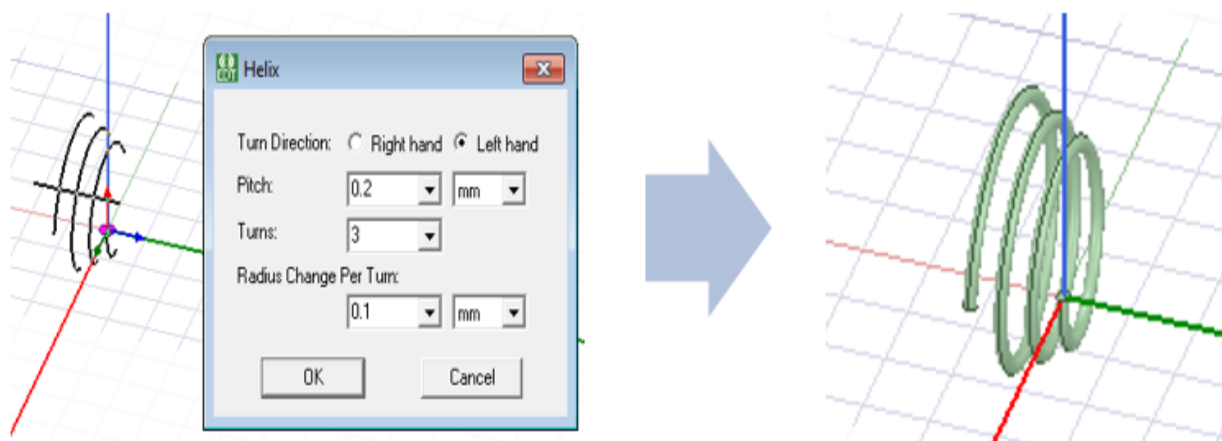 Helix
Turn Direction: Right hand Left hand
Pitch: 0.2 mm
Turns: 3
Radius Change Per Turn:
0.1 mm
OK Cancel